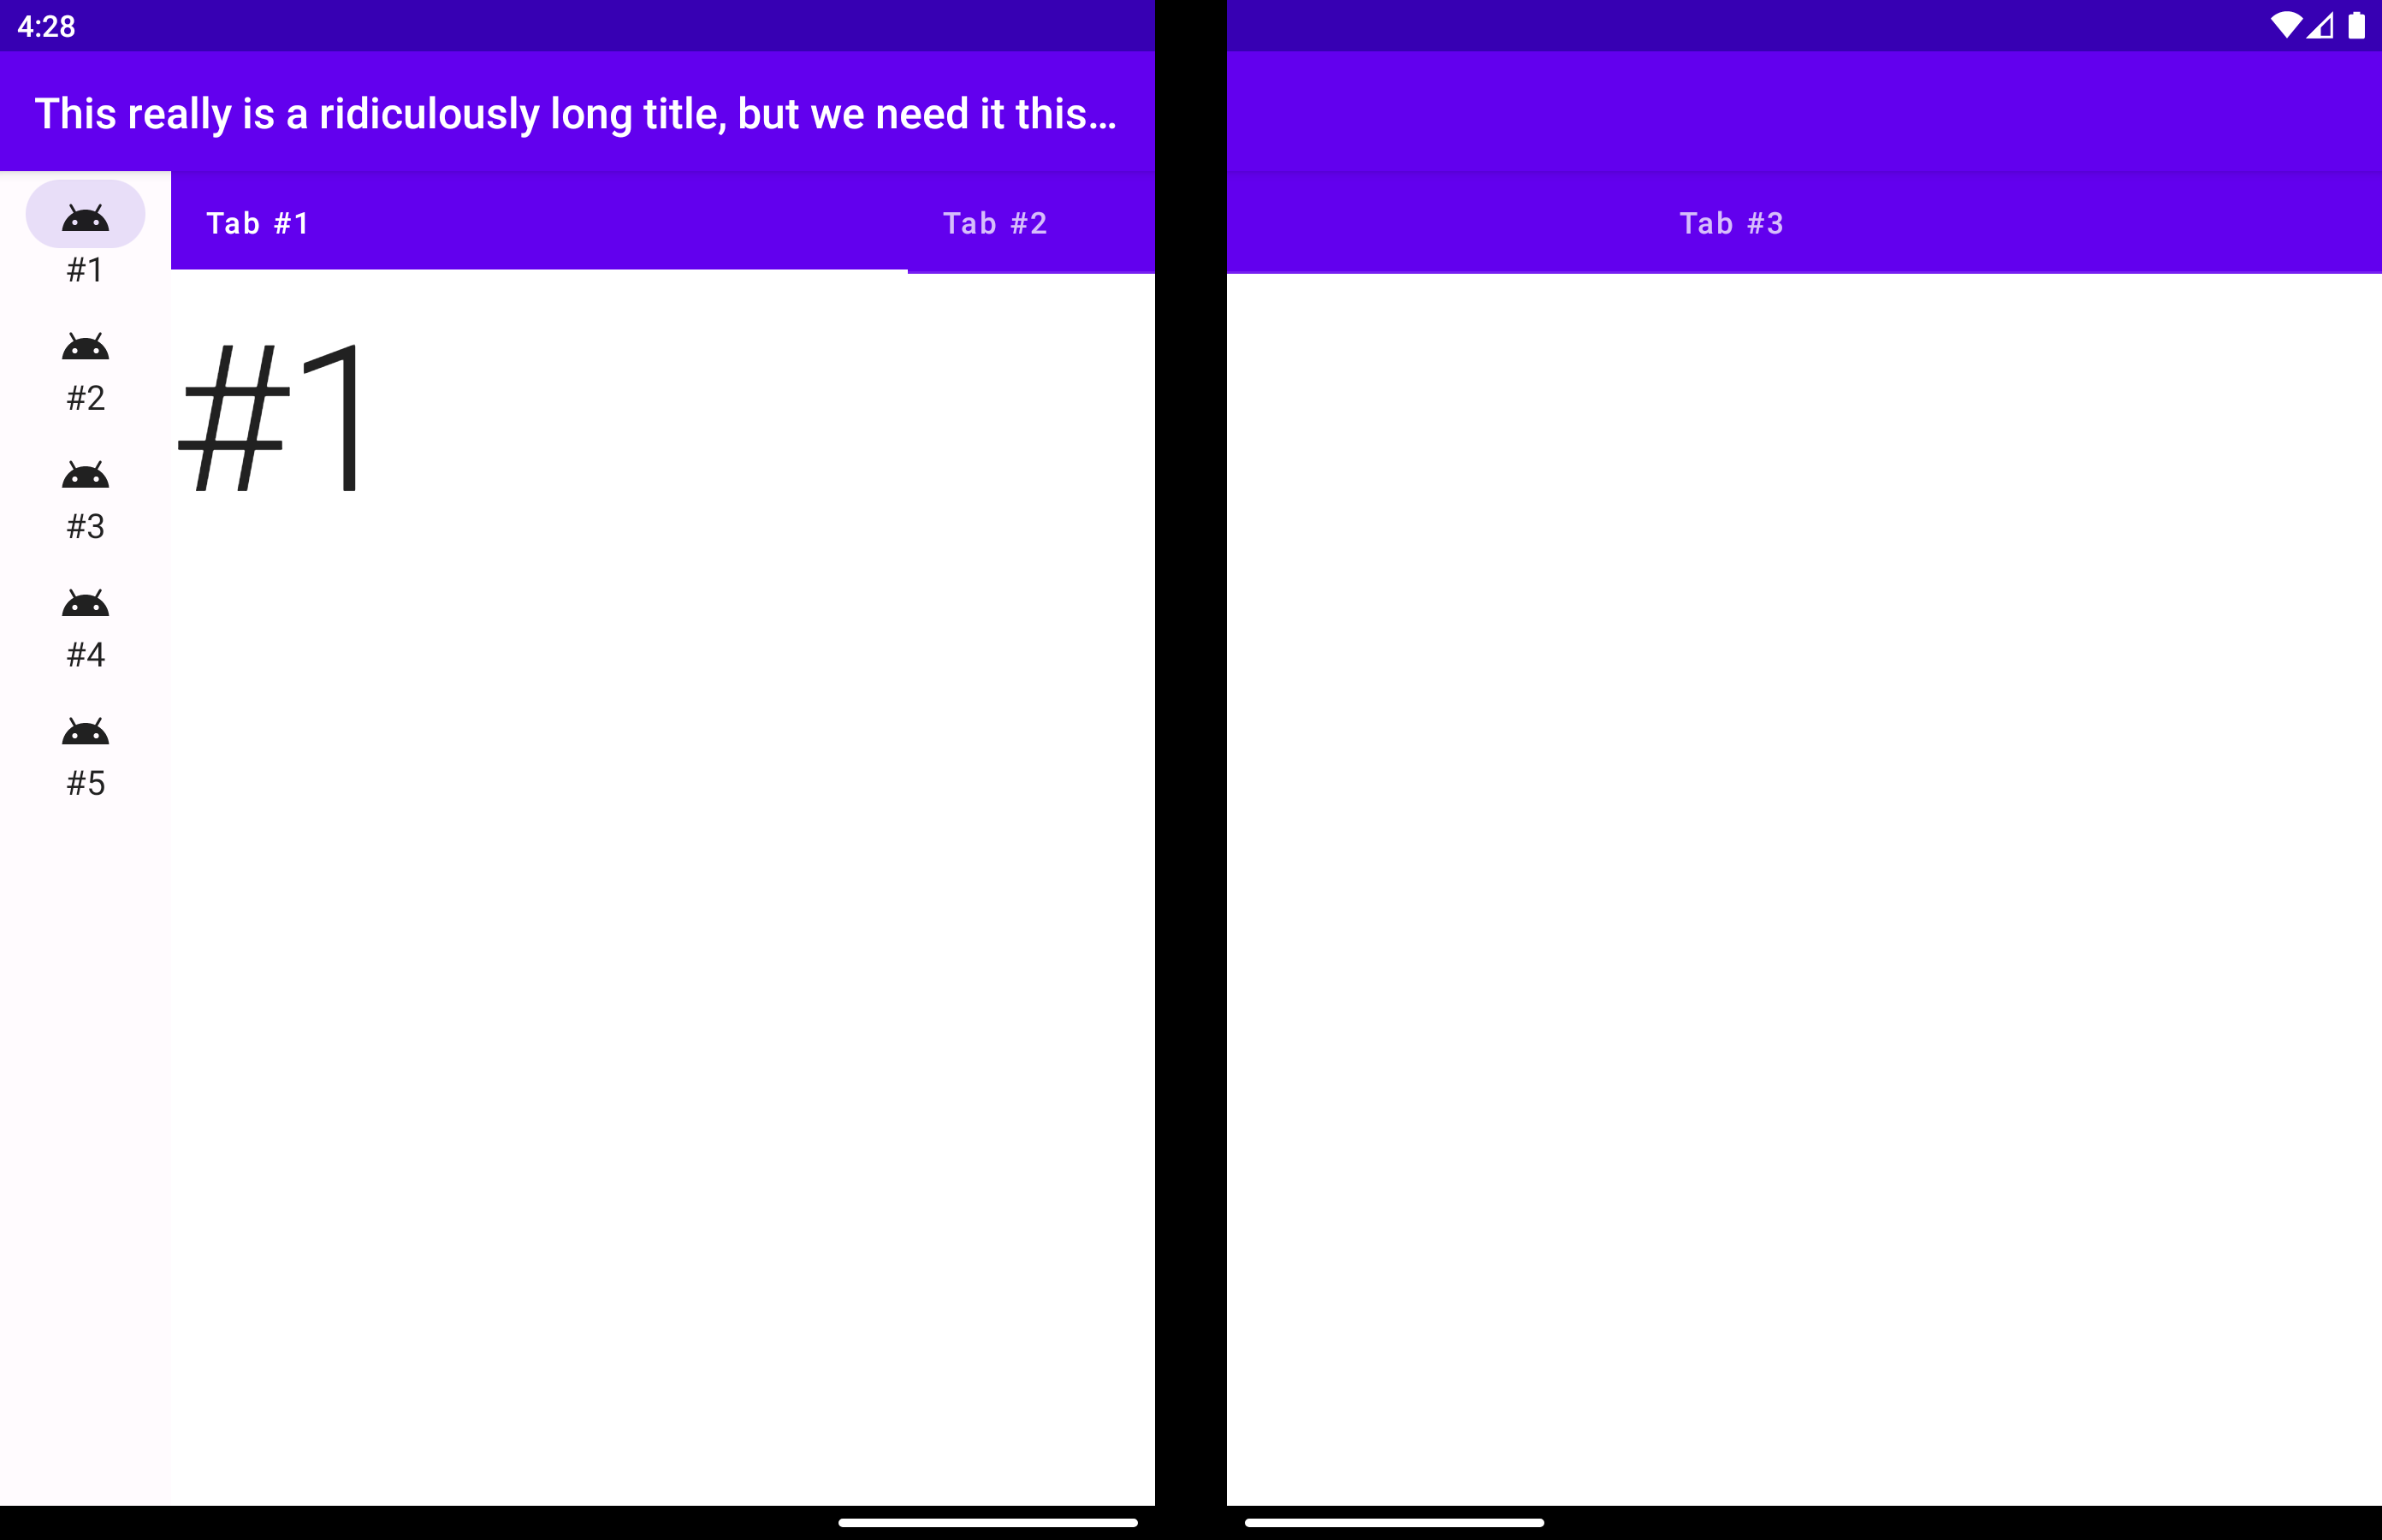 4:28
This really is a ridiculously long title, but we need it this…
Tab #1
Tab #2
Tab #3
#1
#2
#3
#4
#5
#1